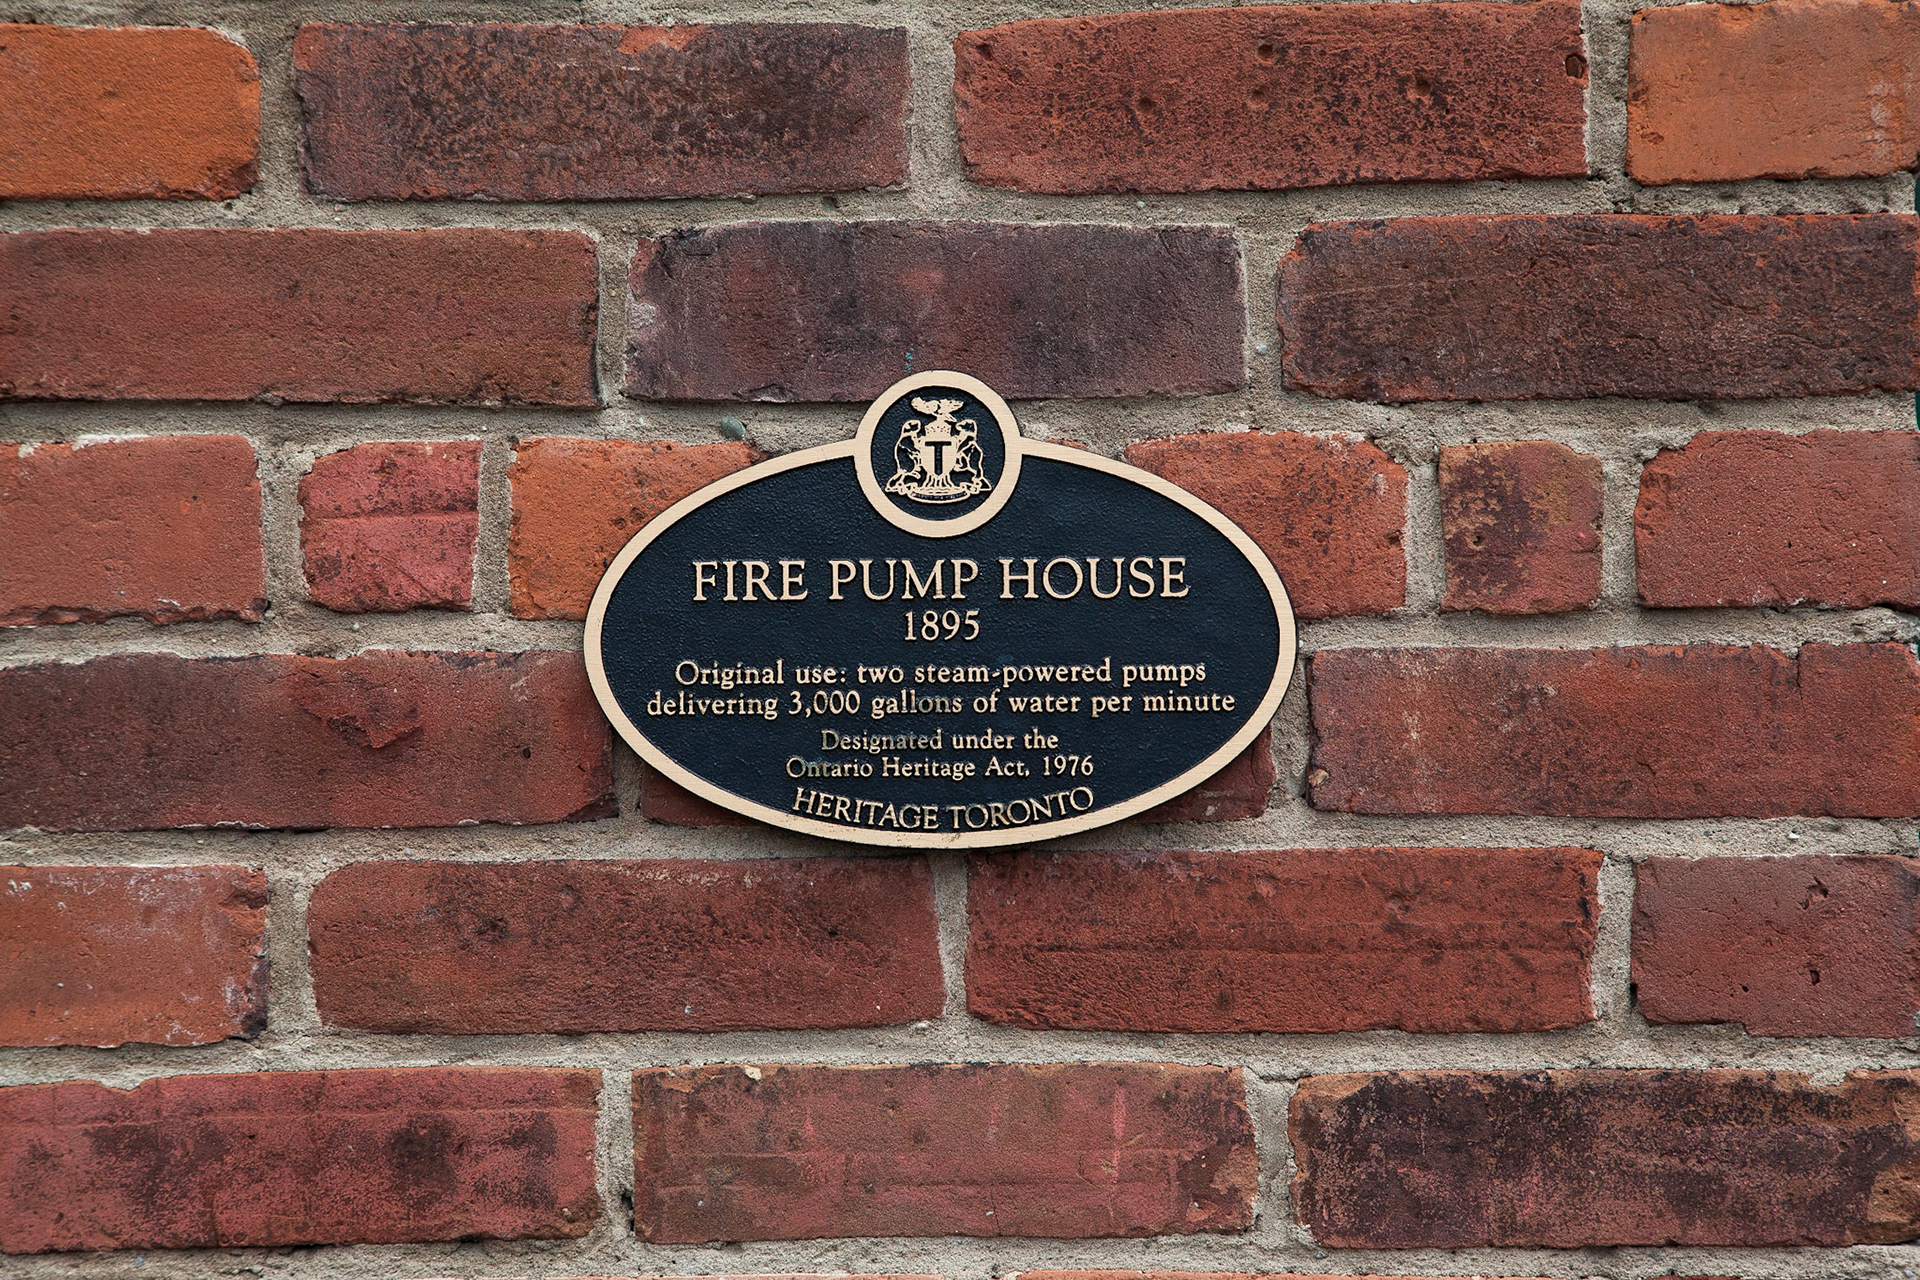 T
FIRE PUMP HOUSE
1895
Original use: two steam-powered pumps
delivering 3,000 gallons of water per minute
Designated under the
Ontario Heritage Act, 1976
HERITAGE TORONTO